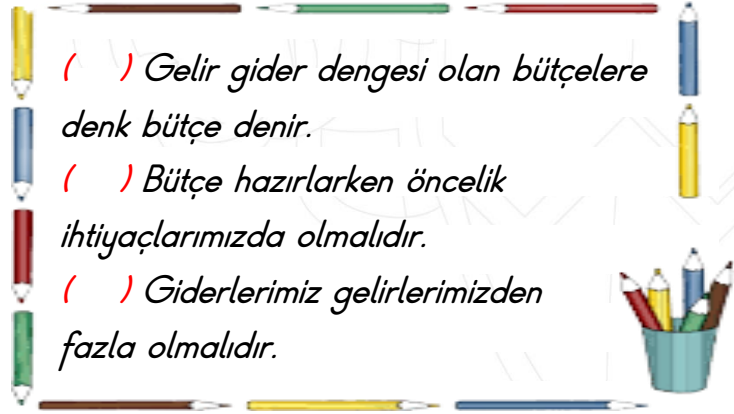 (    ) Gelir gider dengesi olan bütçelere
denk bütçe denir.
(    ) Bütçe hazırlarken öncelik
ihtiyaçlarımızda olmalıdır.
(    ) Giderlerimiz gelirlerimizden
fazla olmalıdır.